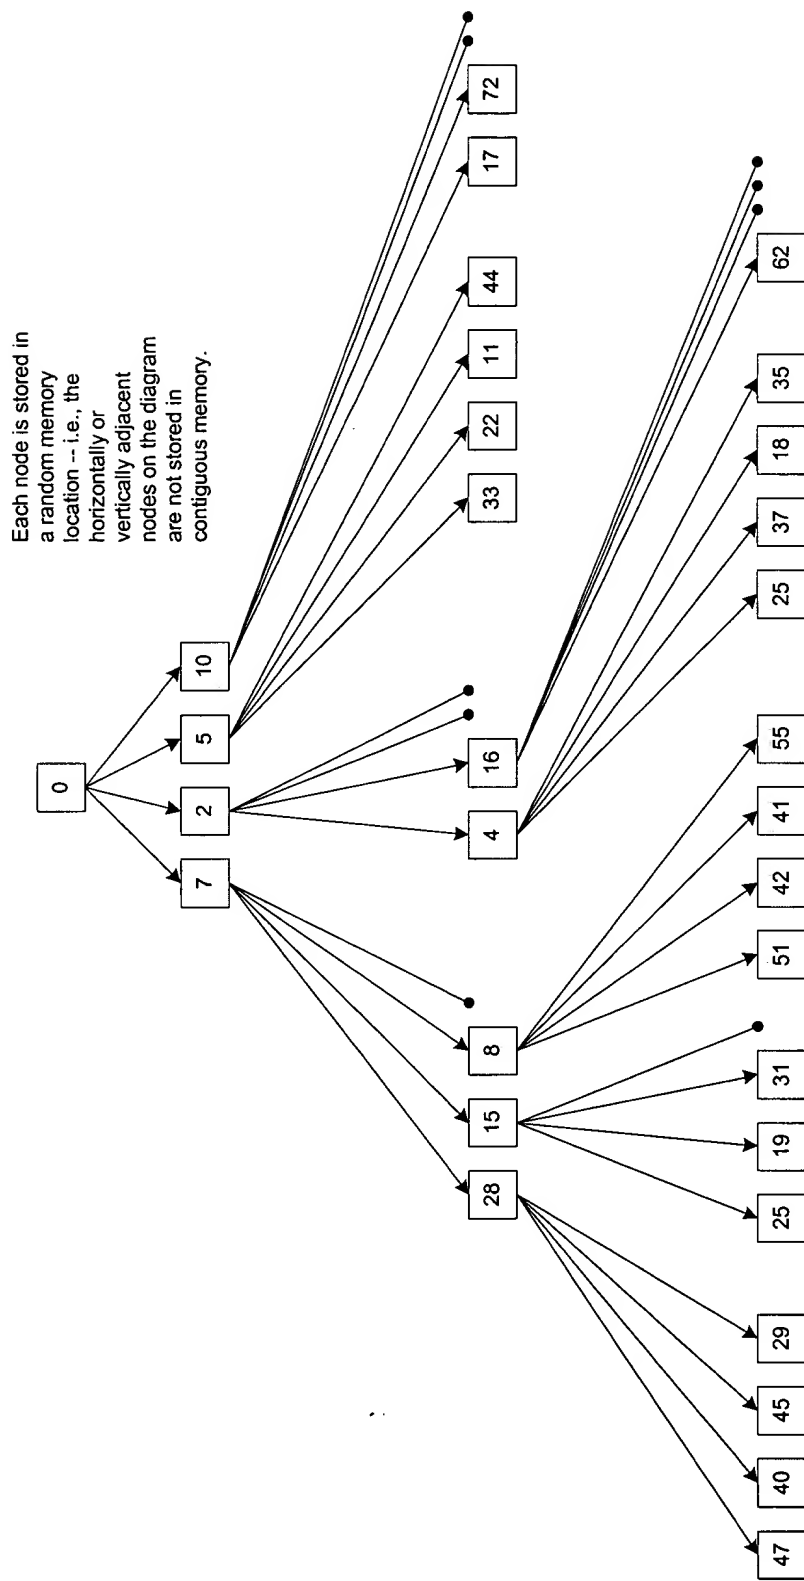 Each node is stored in
a random memory
location -- i.e., the
horizontally or
vertically adjacent
nodes on the diagram
are not stored in
contiguous memory.
0
7 2 5 10
28 15 8 4 16 33 22 11 44 17 72
47 40 45 29 25 19 31 51 42 41 55 25 37 18 35 62